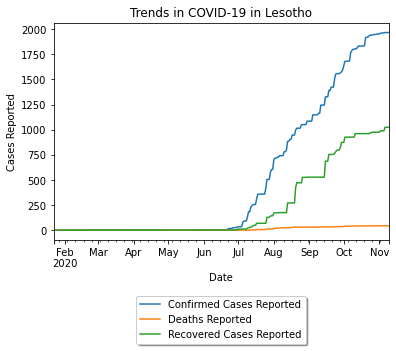 Trends in COVID-19 in Lesotho
2000
1750
1500
1250
1000
750
500
250
0
Cases Reported
Feb Mar Apr May Jun Jul Aug Sep Oct Nov
2020
Date
Confirmed Cases Reported
Deaths Reported
Recovered Cases Reported